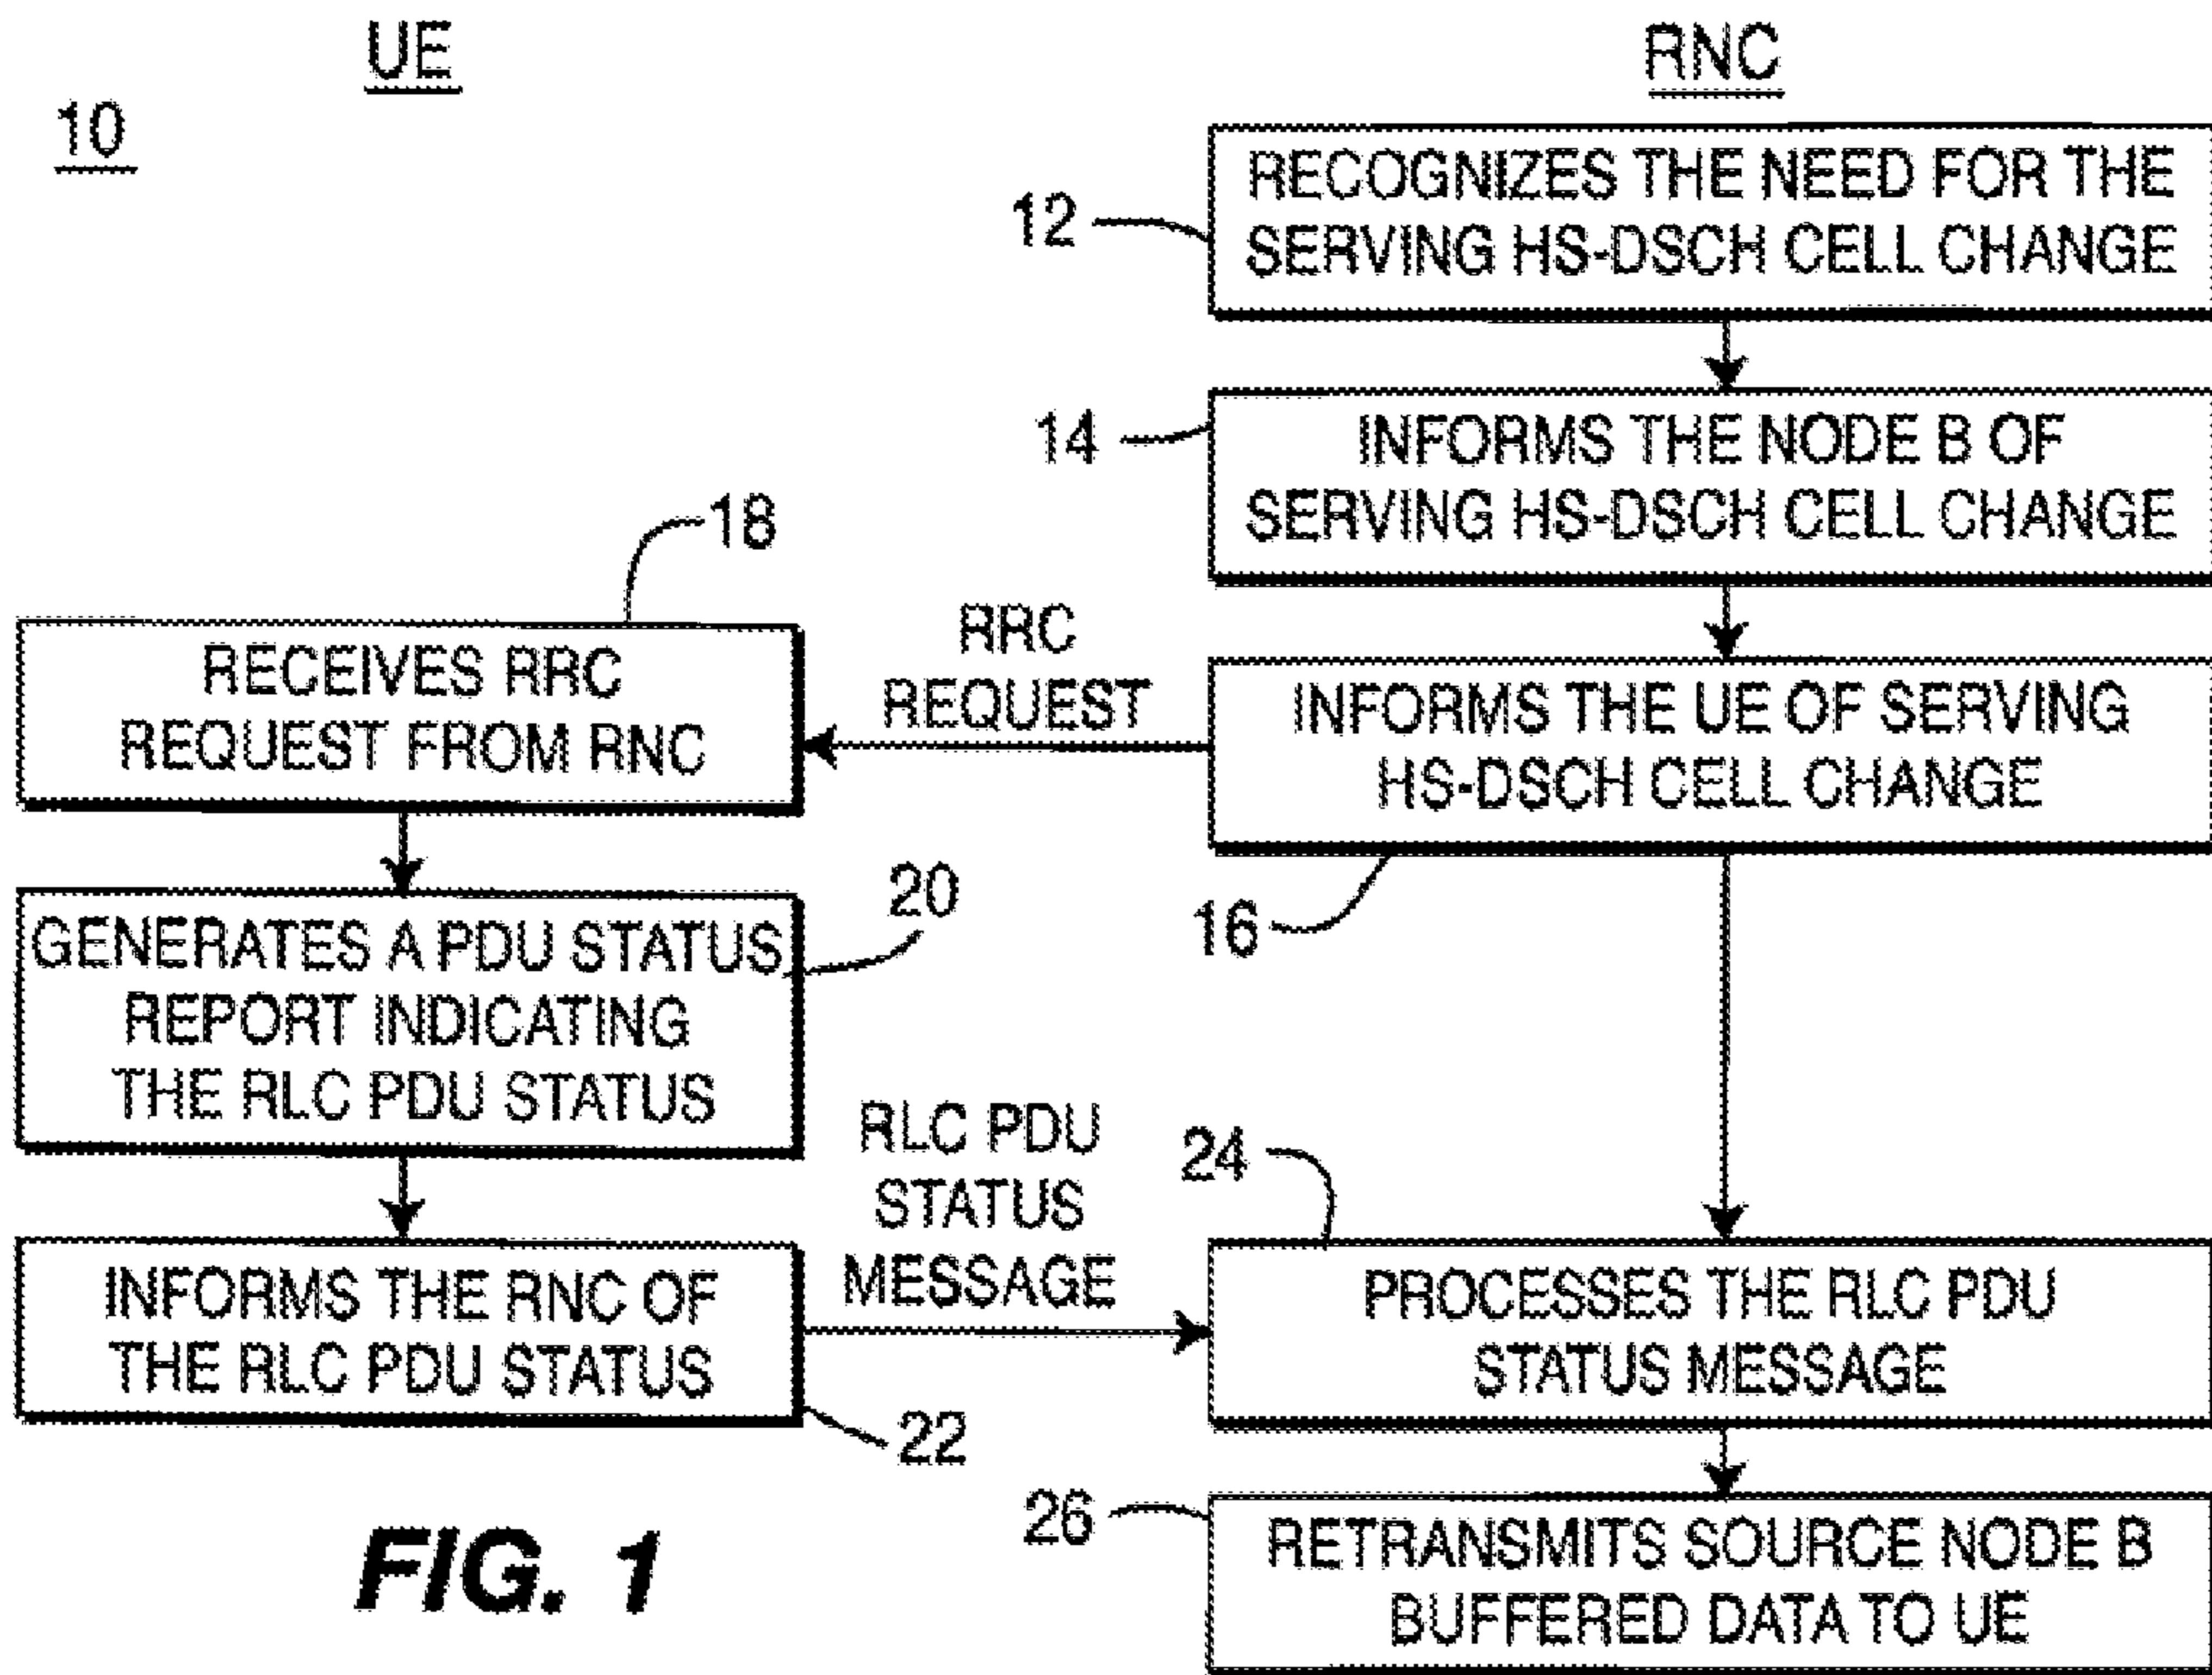 UE
RNC
10
12
RECOGNIZES THE NEED FOR THE
SERVING HS-DSCH CELL CHANGE
14
INFORMS THE NODE B OF
SERVING HS-DSCH CELL CHANGE
18
RECEIVES RRC
REQUEST FROM RNC
RRC
REQUEST
INFORMS THE UE OF SERVING
HS-DSCH CELL CHANGE
16
20
GENERATES A PDU STATUS
REPORT INDICATING
THE RLC PDU STATUS
INFORMS THE RNC OF
THE RLC PDU STATUS
22
RLC PDU
STATUS
MESSAGE
24
PROCESSES THE RLC PDU
STATUS MESSAGE
26
RETRANSMITS SOURCE NODE B
BUFFERED DATA TO UE
FIG. 1